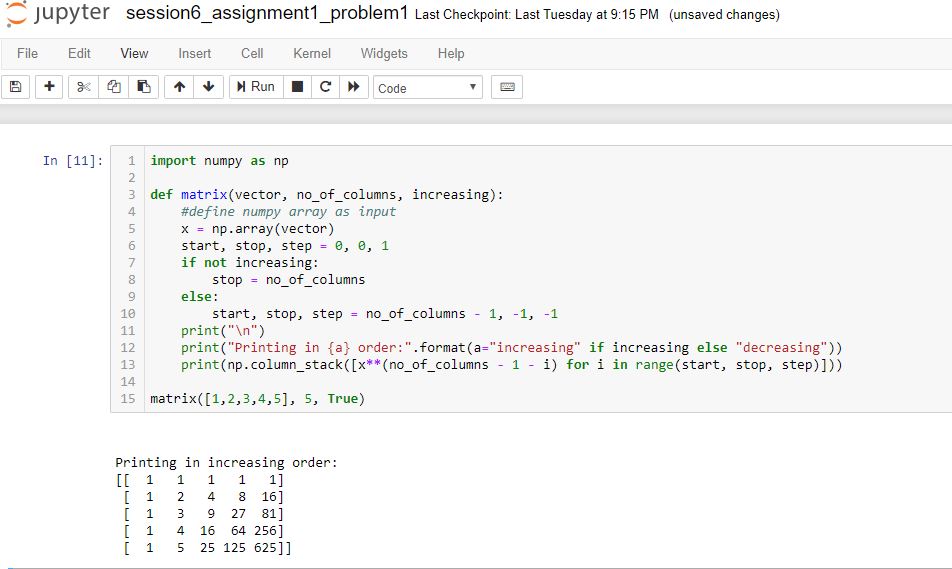 jupyter session6_assignment1_problem1 Last Checkpoint: Last Tuesday at 9:15 PM (unsaved changes)
File Edit View Insert Cell Kernel Widgets Help
Run Code
In [11]:
1 import numpy as np
2
3 def matrix(vector, no_of_columns, increasing):
4     #define numpy array as input
5     x = np.array(vector)
6     start, stop, step = 0, 0, 1
7     if not increasing:
8         stop = no_of_columns
9     else:
10         start, stop, step = no_of_columns - 1, -1, -1
11     print("\n")
12     print("Printing in {a} order:".format(a="increasing" if increasing else "decreasing"))
13     print(np.column_stack([x**(no_of_columns - 1 - i) for i in range(start, stop, step)]))
14
15 matrix([1,2,3,4,5], 5, True)
Printing in increasing order:
[[  1   1   1   1   1]
 [  1   2   4   8  16]
 [  1   3   9  27  81]
 [  1   4  16  64 256]
 [  1   5  25 125 625]]